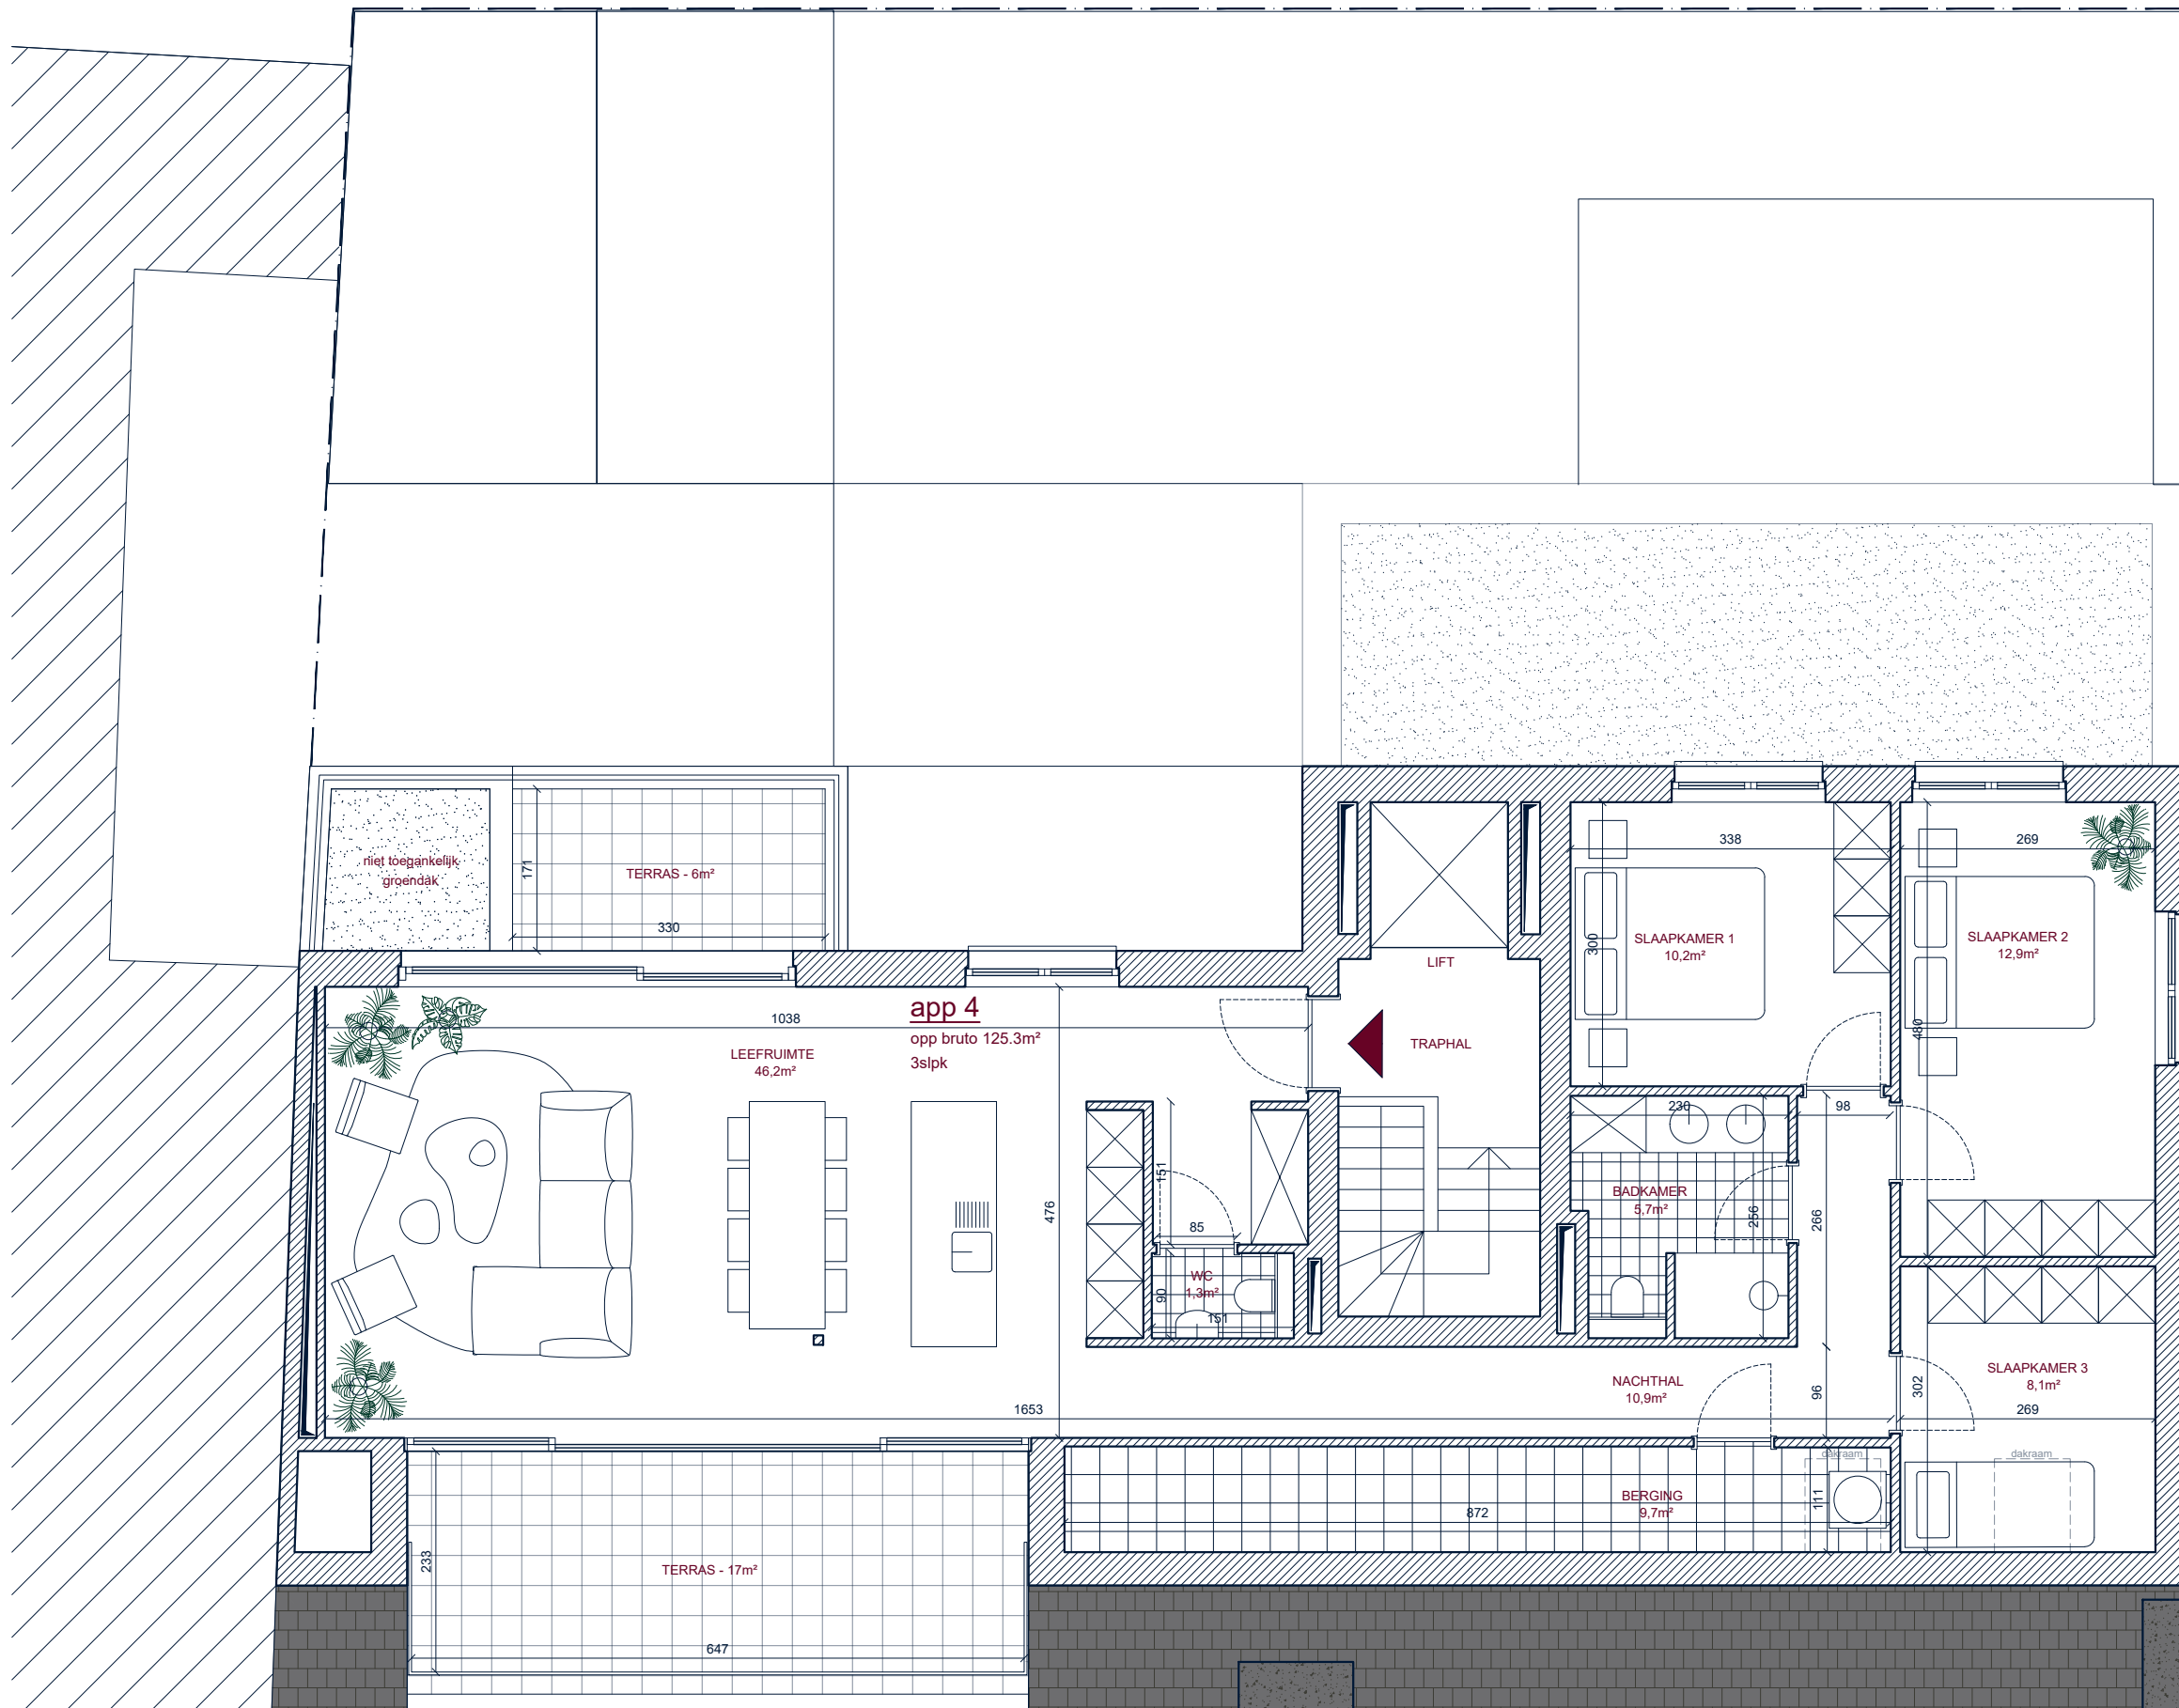 niet toegankelijk
groendak
171
TERRAS - 6m²
330
338
269
SLAAPKAMER 1
10,2m²
300
SLAAPKAMER 2
12,9m²
480
LIFT
TRAPHAL
app 4
opp bruto 125.3m²
3slpk
1038
LEEFRUIMTE
46,2m²
476
151
85
WC
1,3m²
90
151
230
98
BADKAMER
5,7m²
256
266
NACHTHAL
10,9m²
96
302
SLAAPKAMER 3
8,1m²
269
1653
dakraam
dakraam
BERGING
9,7m²
111
872
233
TERRAS - 17m²
647